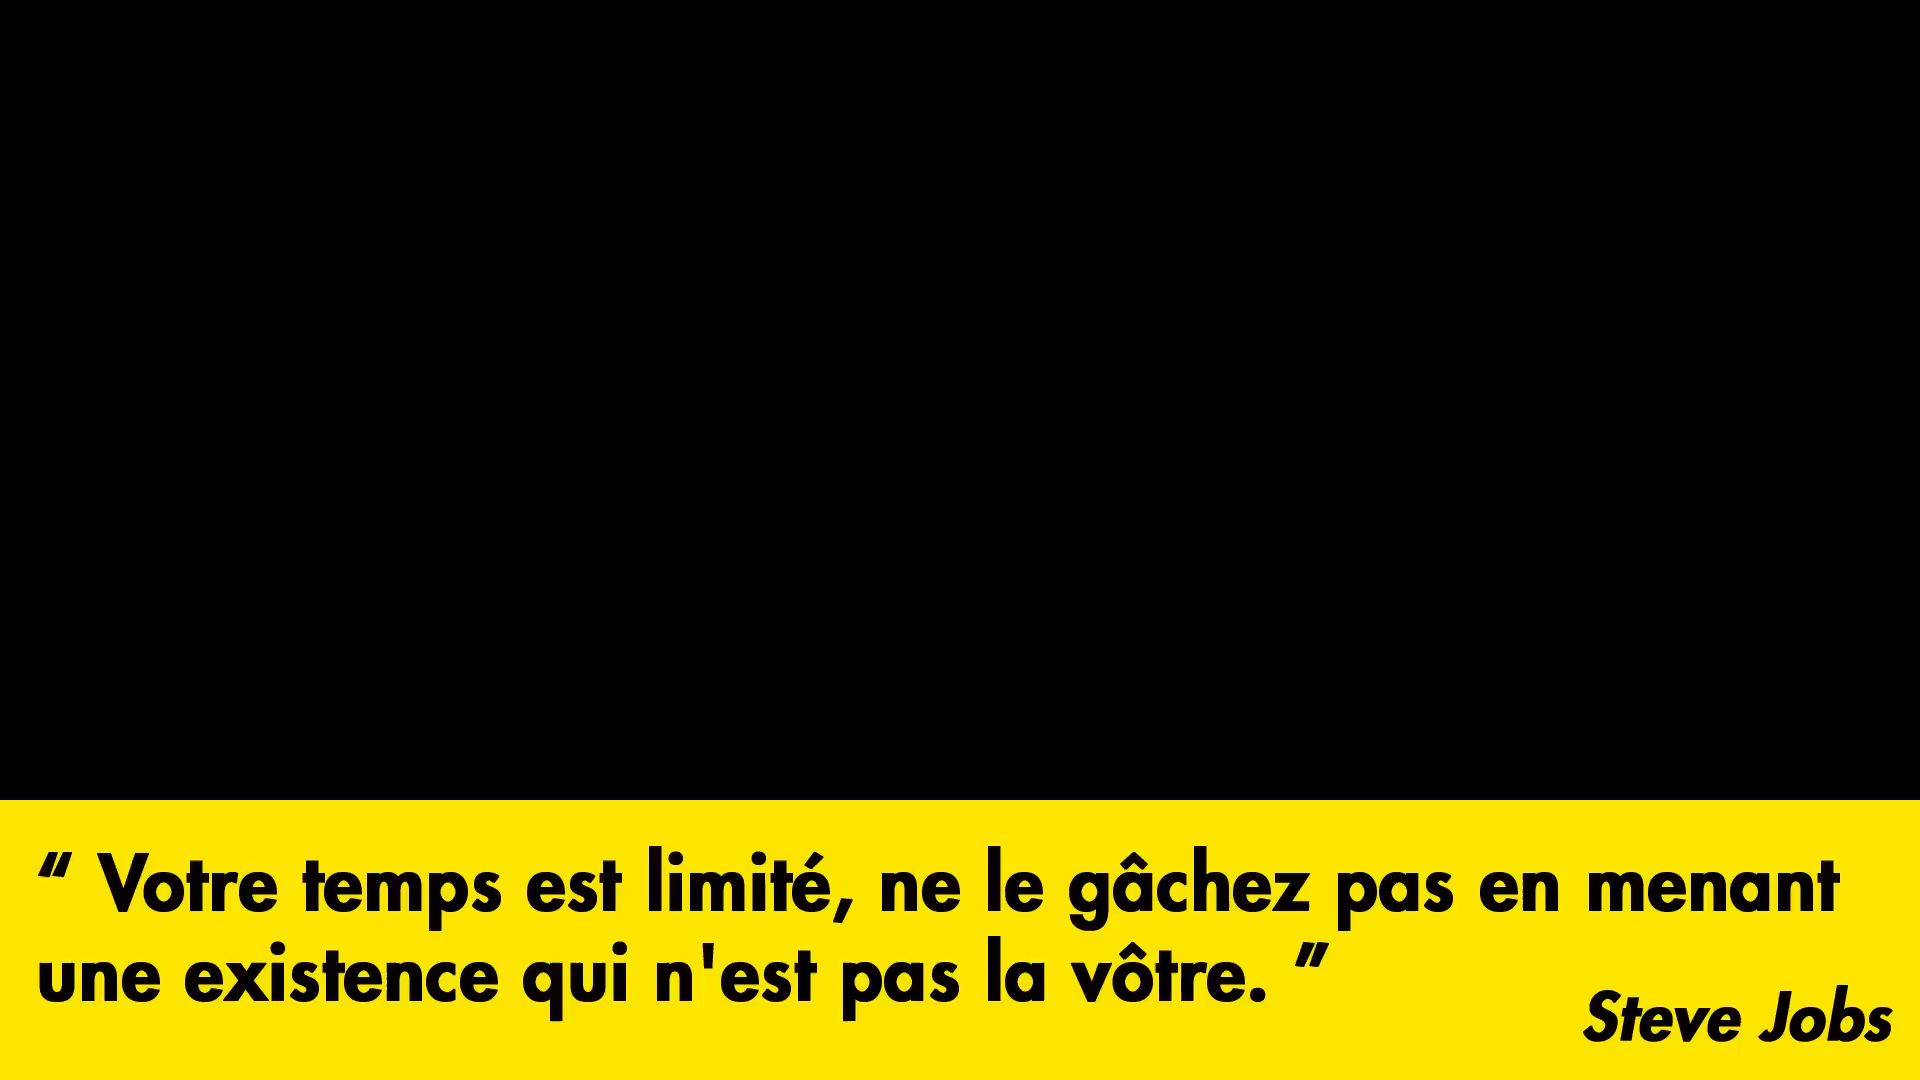 “ Votre temps est limité, ne le gâchez pas en menant
une existence qui n'est pas la vôtre. ”
Steve Jobs